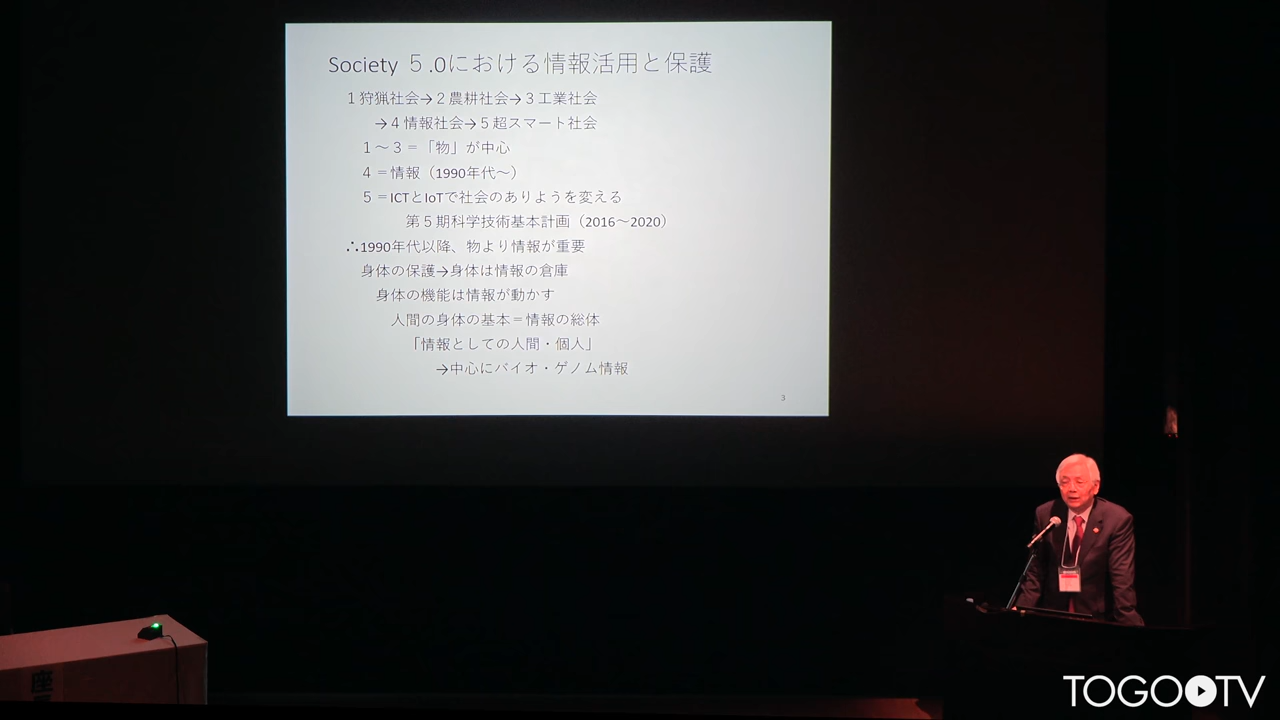 Society ５.0における情報活用と保護
１狩猟社会→２農耕社会→３工業社会
→４情報社会→５超スマート社会
１～３＝「物」が中心
４＝情報（1990年代～）
５＝ICTとIoTで社会のありようを変える
第５期科学技術基本計画（2016～2020）
∴1990年代以降、物より情報が重要
身体の保護→身体は情報の倉庫
身体の機能は情報が動かす
人間の身体の基本＝情報の総体
「情報としての人間・個人」
→中心にバイオ・ゲノム情報
3
座
TOGOTV